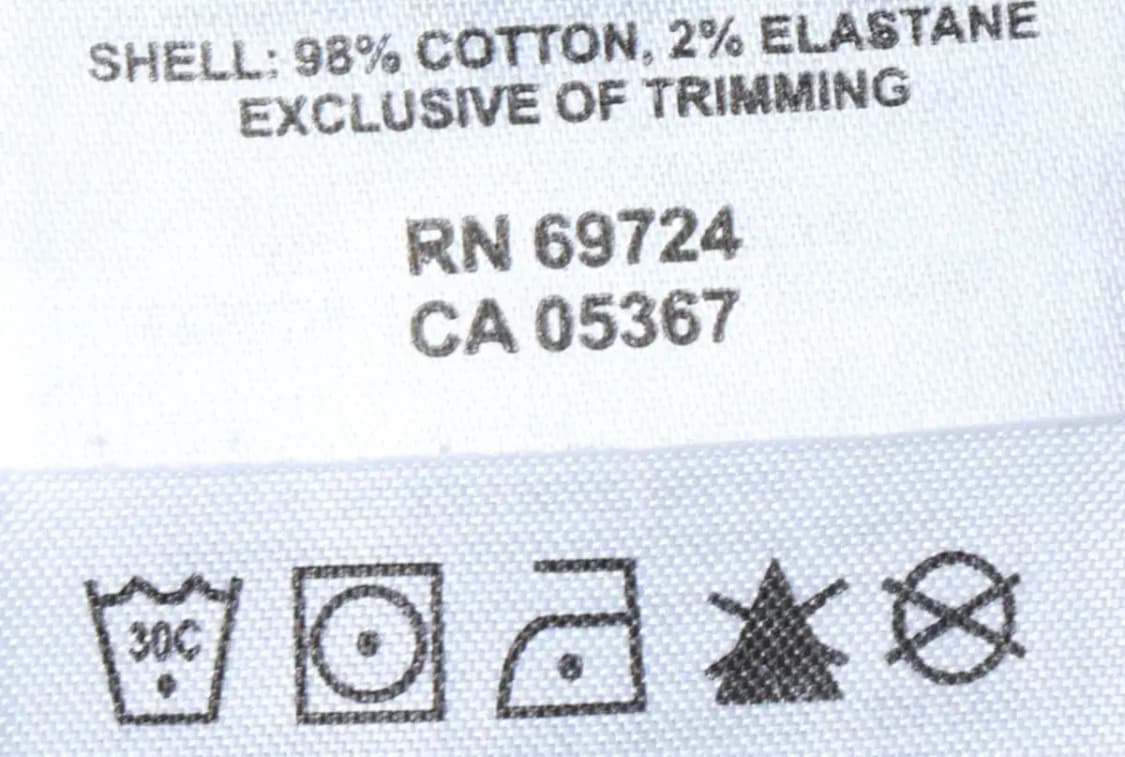 SHELL: 98% COTTON, 2% ELASTANE
EXCLUSIVE OF TRIMMING
RN 69724
CA 05367
30C